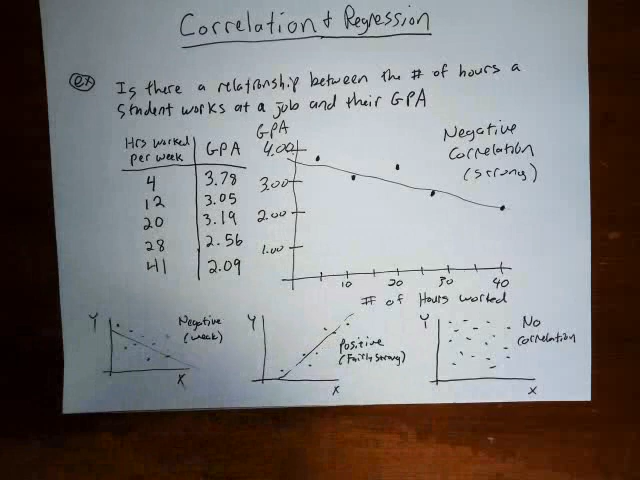 Correlation & Regression
ex Is there a relationship between the # of hours a
student works at a job and their GPA
Hrs worked
per week
GPA
4 3.78
12 3.05
20 3.19
28 2.56
41 2.09
GPA
4.00
3.00
2.00
1.00
10 20 30 40
# of Hours worked
Negative
Correlation
(strong)
Y
Negative
(weak)
X
Y
Positive
(Fairly strong)
X
Y
No
correlation
X